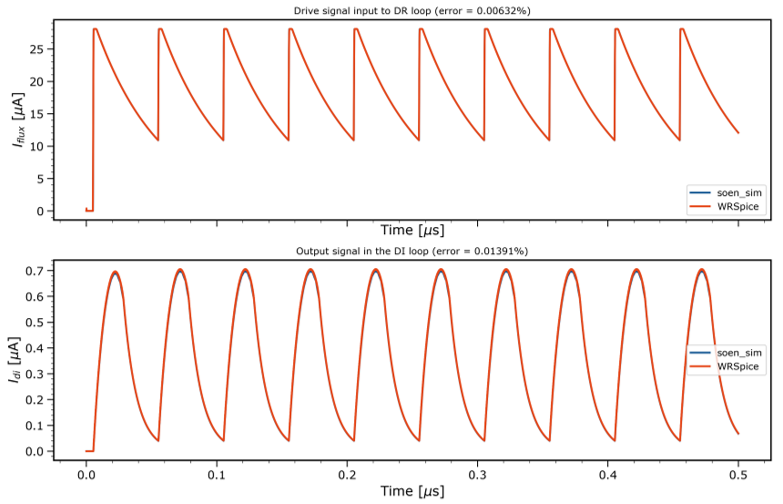 Drive signal input to DR loop (error = 0.00632%)
I_flux [μA]
25
20
15
10
5
0
soen_sim
WRSpice
Time [μs]
Output signal in the DI loop (error = 0.01391%)
I_di [μA]
0.7
0.6
0.5
0.4
0.3
0.2
0.1
0.0
soen_sim
WRSpice
0.0 0.1 0.2 0.3 0.4 0.5
Time [μs]